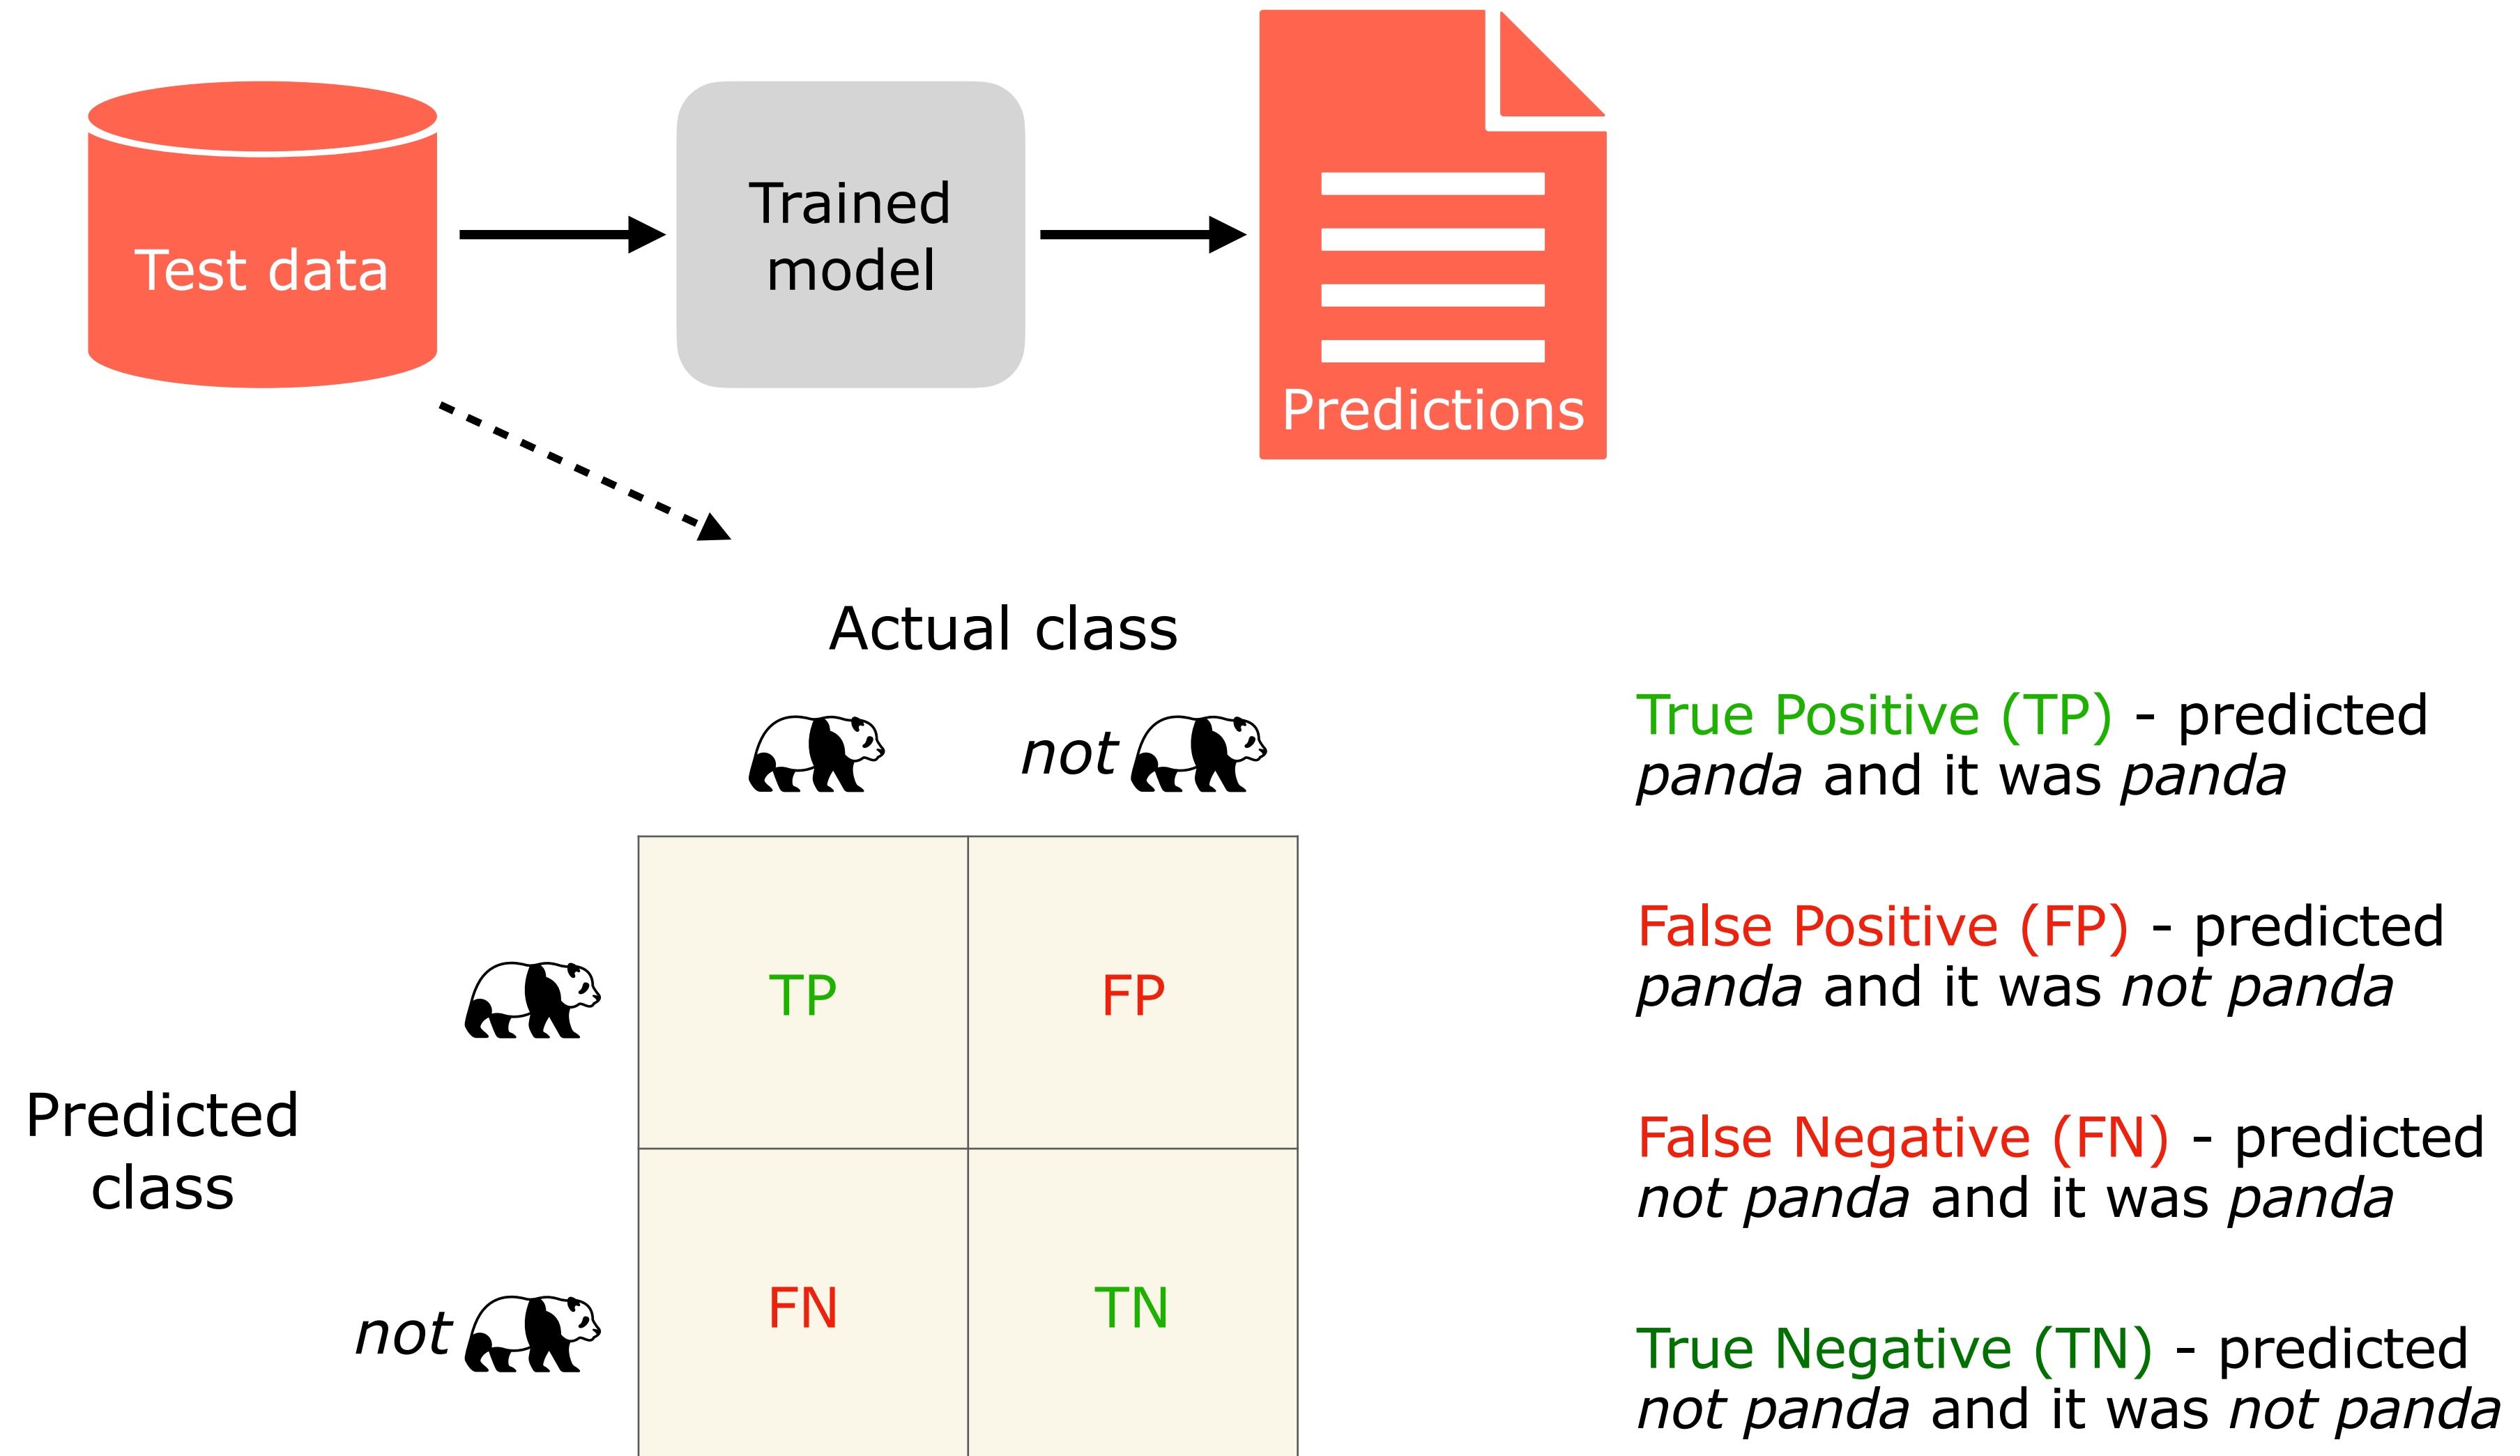 Test data
Trained
model
Predictions
Actual class
not
True Positive (TP) - predicted
panda and it was panda
TP
FP
False Positive (FP) - predicted
panda and it was not panda
Predicted
class
False Negative (FN) - predicted
not panda and it was panda
not
FN
TN
True Negative (TN) - predicted
not panda and it was not panda